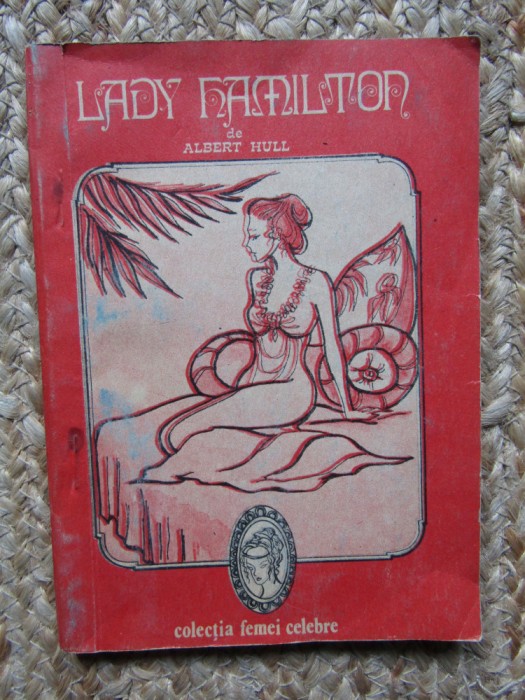 LADY HAMILTON
de
ALBERT HULL
colecția femei celebre